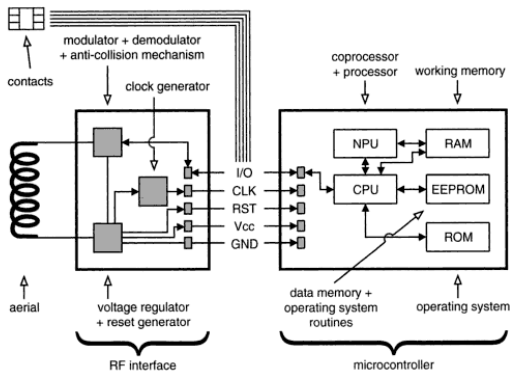 modulator + demodulator
+ anti-collision mechanism
contacts
clock generator
coprocessor
+ processor
working memory
NPU
RAM
I/O
CLK
RST
Vcc
GND
CPU
EEPROM
ROM
aerial
voltage regulator
+ reset generator
data memory +
operating system
routines
operating system
RF interface
microcontroller